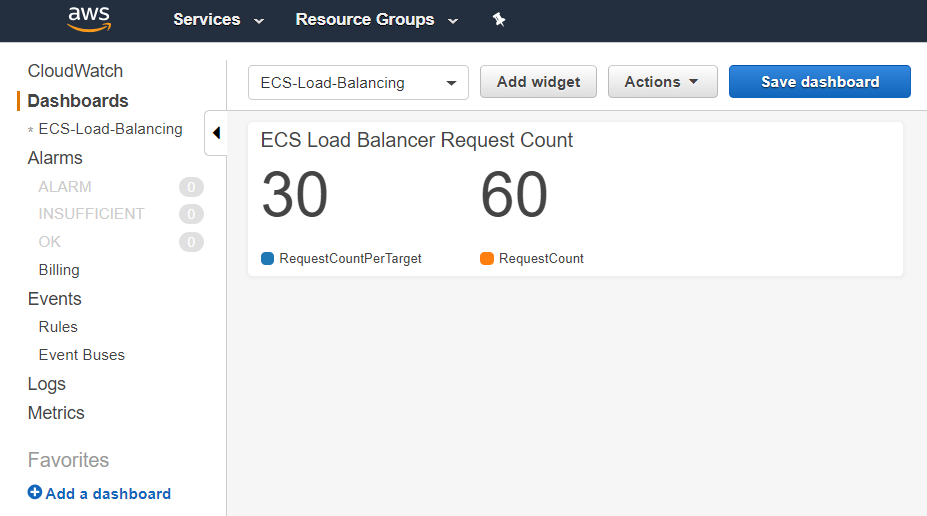 aws
Services
Resource Groups
CloudWatch
Dashboards
* ECS-Load-Balancing
Alarms
ALARM 0
INSUFFICIENT 0
OK 0
Billing
Events
Rules
Event Buses
Logs
Metrics
Favorites
Add a dashboard
ECS-Load-Balancing
Add widget
Actions
Save dashboard
ECS Load Balancer Request Count
30 60
RequestCountPerTarget RequestCount